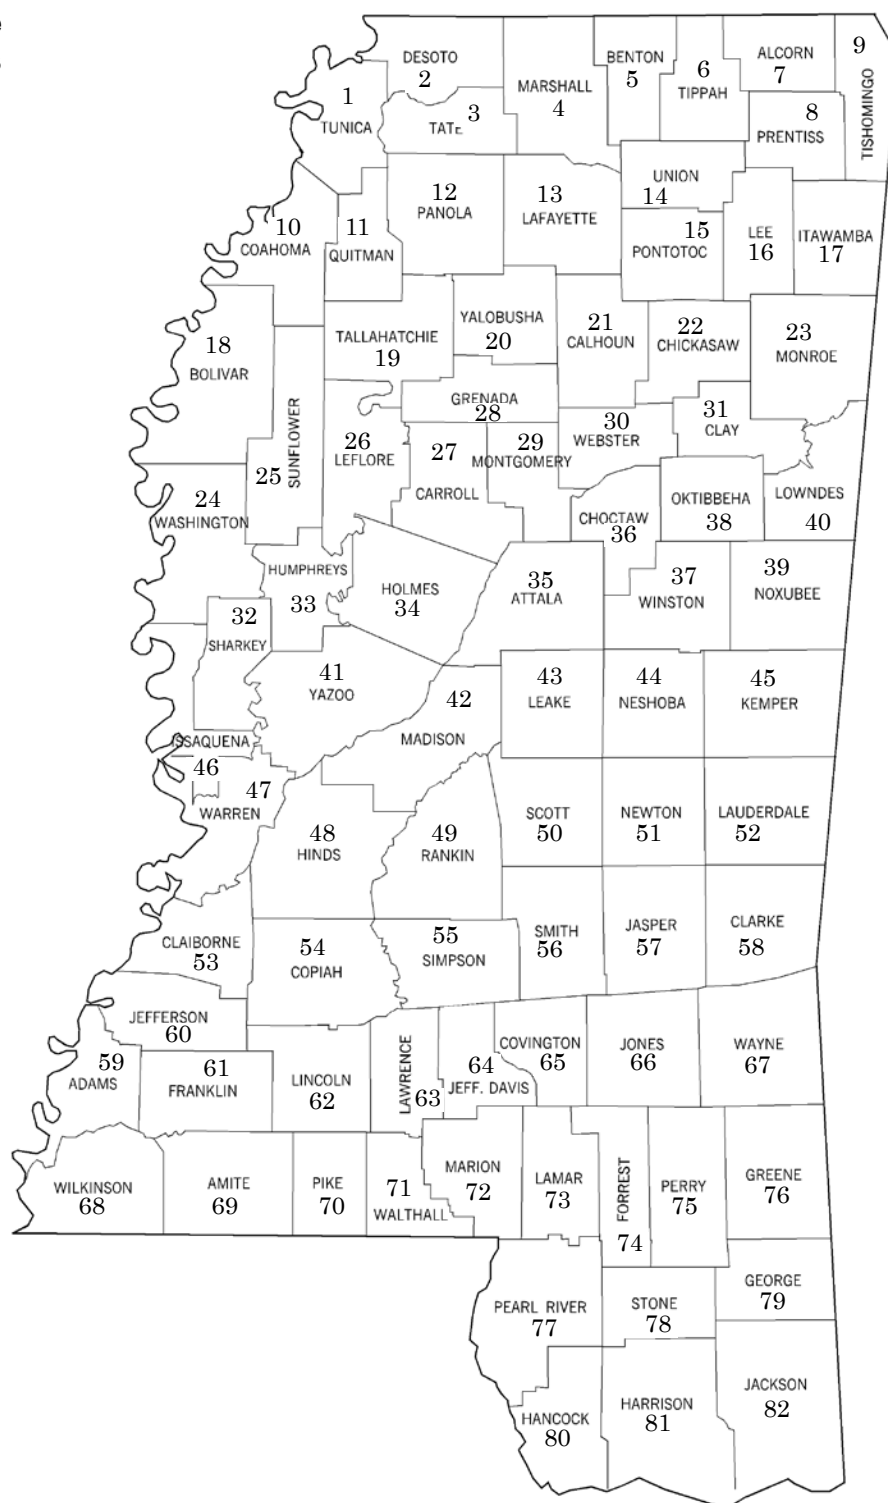 e
DESOTO
2
BENTON
5
6
TIPPAH
ALCORN
7
9
TISHOMINGO
1
TUNICA
3
TATE
MARSHALL
4
8
PRENTISS
12
PANOLA
13
LAFAYETTE
UNION
14
10
COAHOMA
11
QUITMAN
15
PONTOTOC
LEE
16
ITAWAMBA
17
18
BOLIVAR
TALLAHATCHIE
19
YALOBUSHA
20
21
CALHOUN
22
CHICKASAW
23
MONROE
SUNFLOWER
25
26
LEFLORE
GRENADA
28
27
CARROLL
29
MONTGOMERY
30
WEBSTER
31
CLAY
24
WASHINGTON
CHOCTAW
36
OKTIBBEHA
38
LOWNDES
40
HUMPHREYS
33
HOLMES
34
35
ATTALA
37
WINSTON
39
NOXUBEE
32
SHARKEY
41
YAZOO
42
MADISON
43
LEAKE
44
NESHOBA
45
KEMPER
ISSAQUENA
46
47
WARREN
48
HINDS
49
RANKIN
SCOTT
50
NEWTON
51
LAUDERDALE
52
CLAIBORNE
53
54
COPIAH
55
SIMPSON
SMITH
56
JASPER
57
CLARKE
58
JEFFERSON
60
59
ADAMS
61
FRANKLIN
LINCOLN
62
LAWRENCE
63
64
JEFF. DAVIS
COVINGTON
65
JONES
66
WAYNE
67
WILKINSON
68
AMITE
69
PIKE
70
71
WALTHALL
MARION
72
LAMAR
73
FORREST
74
PERRY
75
GREENE
76
PEARL RIVER
77
STONE
78
GEORGE
79
HANCOCK
80
HARRISON
81
JACKSON
82